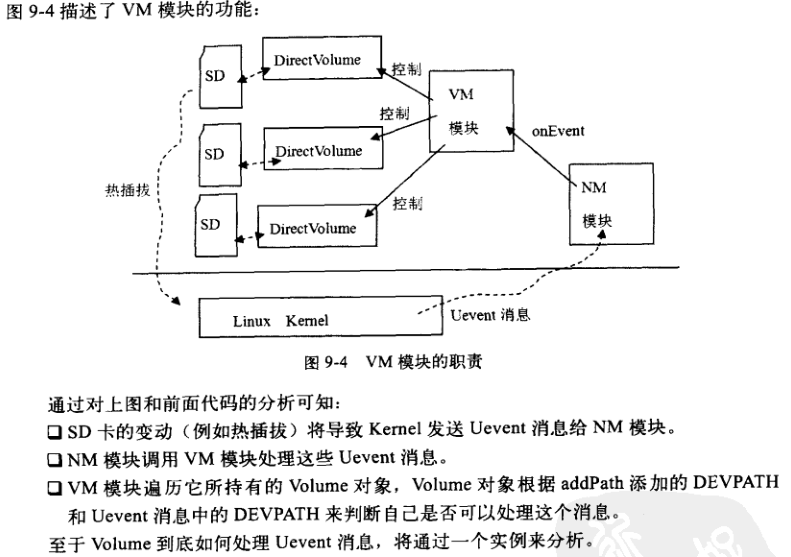 图 9-4 描述了 VM 模块的功能：
SD
DirectVolume
控制
VM
模块
控制
onEvent
SD
DirectVolume
热插拔
NM
模块
SD
DirectVolume
控制
Linux Kernel
Uevent 消息
图 9-4 VM 模块的职责
通过对上图和前面代码的分析可知：
❑ SD 卡的变动（例如热插拔）将导致 Kernel 发送 Uevent 消息给 NM 模块。
❑ NM 模块调用 VM 模块处理这些 Uevent 消息。
❑ VM 模块遍历它所持有的 Volume 对象，Volume 对象根据 addPath 添加的 DEVPATH
和 Uevent 消息中的 DEVPATH 来判断自己是否可以处理这个消息。
至于 Volume 到底如何处理 Uevent 消息，将通过一个实例来分析。